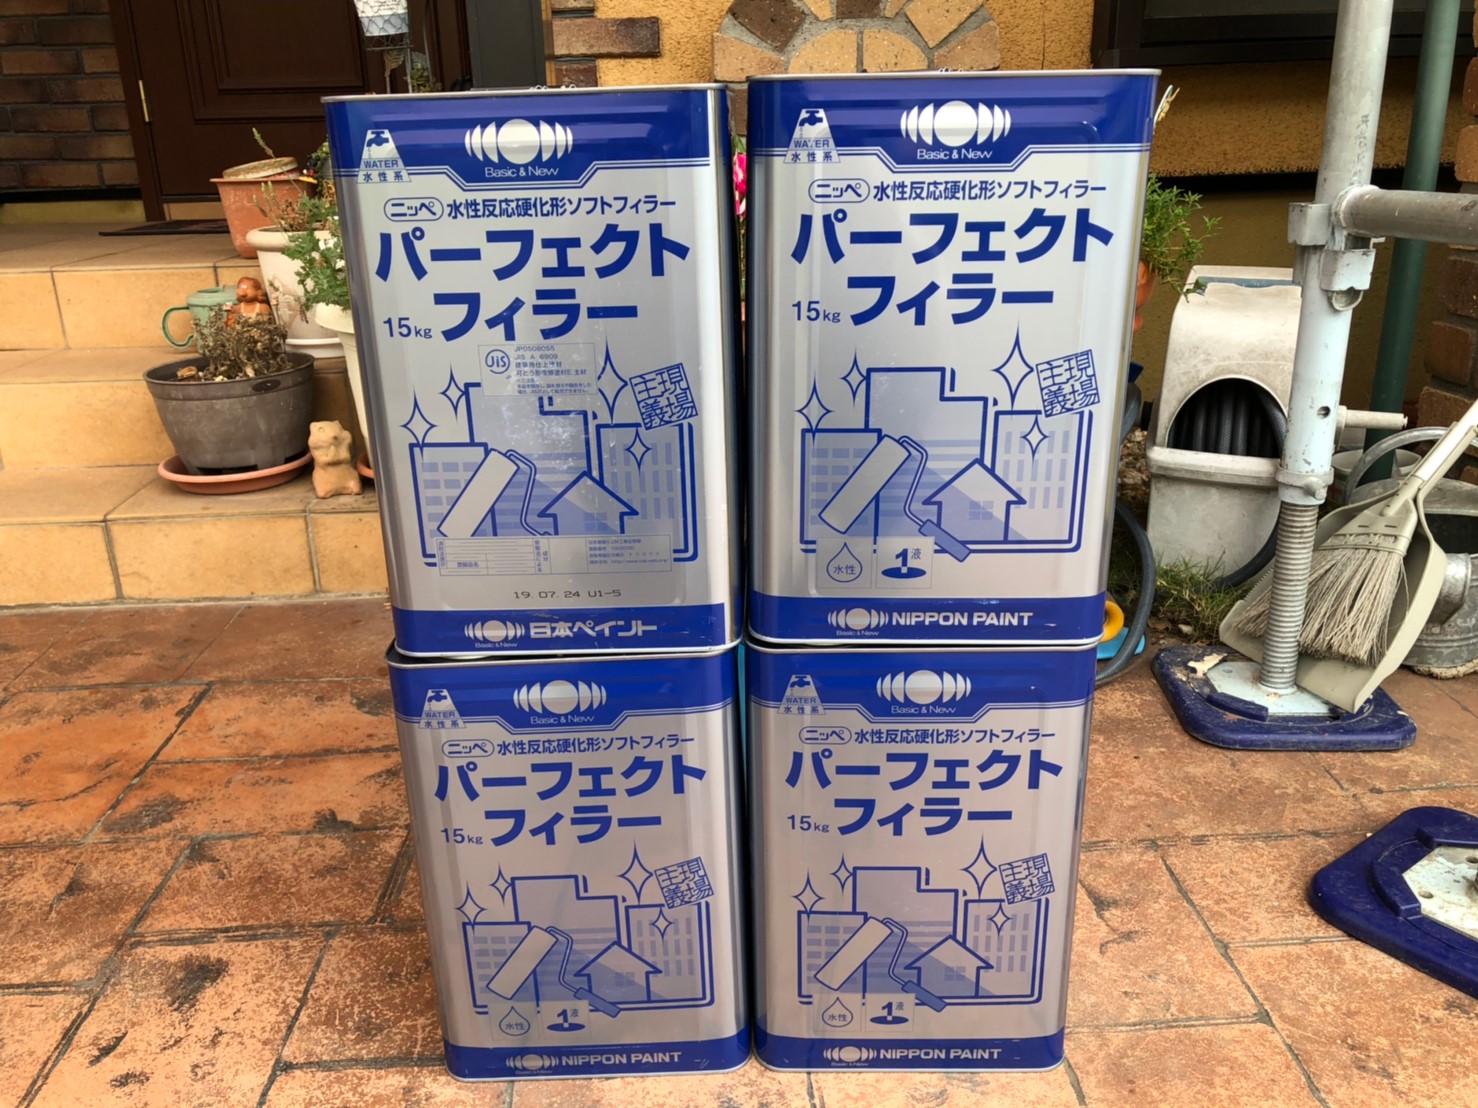 WATER
水性系
Basic & New
ニッペ 水性反応硬化形ソフトフィラー
パーフェクト
15kg フィラー
JIS
JIS A 6909
現場主義
19. 07. 24 U1-5
Basic & New
日本ペイント
WATER
水性系
Basic & New
ニッペ 水性反応硬化形ソフトフィラー
パーフェクト
15kg フィラー
現場主義
水性
1液
Basic & New
NIPPON PAINT
WATER
水性系
Basic & New
ニッペ 水性反応硬化形ソフトフィラー
パーフェクト
15kg フィラー
現場主義
水性
1液
Basic & New
NIPPON PAINT
WATER
水性系
Basic & New
ニッペ 水性反応硬化形ソフトフィラー
パーフェクト
15kg フィラー
現場主義
水性
1液
Basic & New
NIPPON PAINT